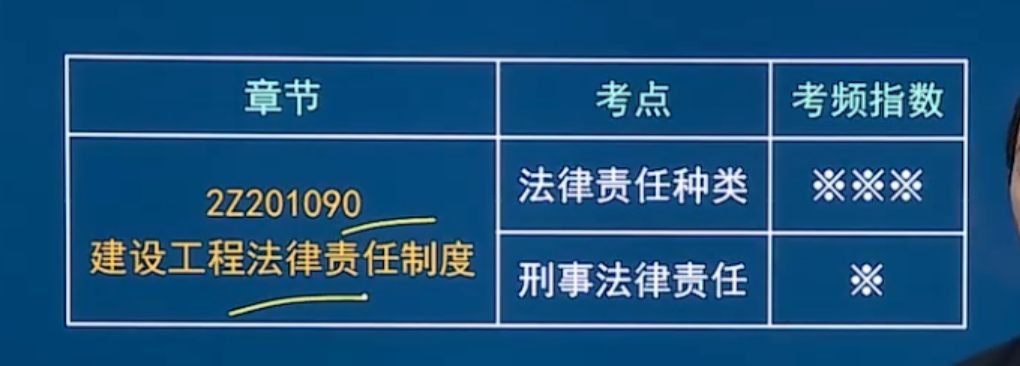 章节
考点
考频指数
2Z201090
建设工程法律责任制度
法律责任种类
※※※
刑事法律责任
※